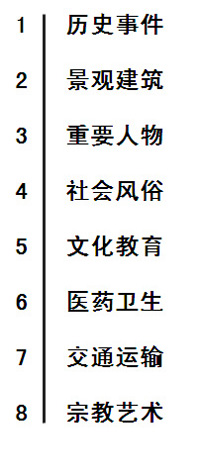 1 历史事件
2 景观建筑
3 重要人物
4 社会风俗
5 文化教育
6 医药卫生
7 交通运输
8 宗教艺术